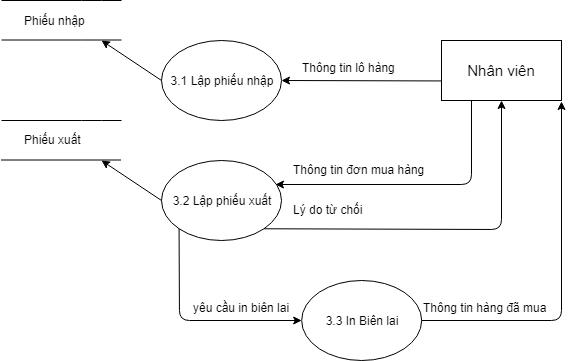 Phiếu nhập
Nhân viên
Thông tin lô hàng
3.1 Lập phiếu nhập
Phiếu xuất
Thông tin đơn mua hàng
3.2 Lập phiếu xuất
Lý do từ chối
yêu cầu in biên lai
Thông tin hàng đã mua
3.3 In Biên lai